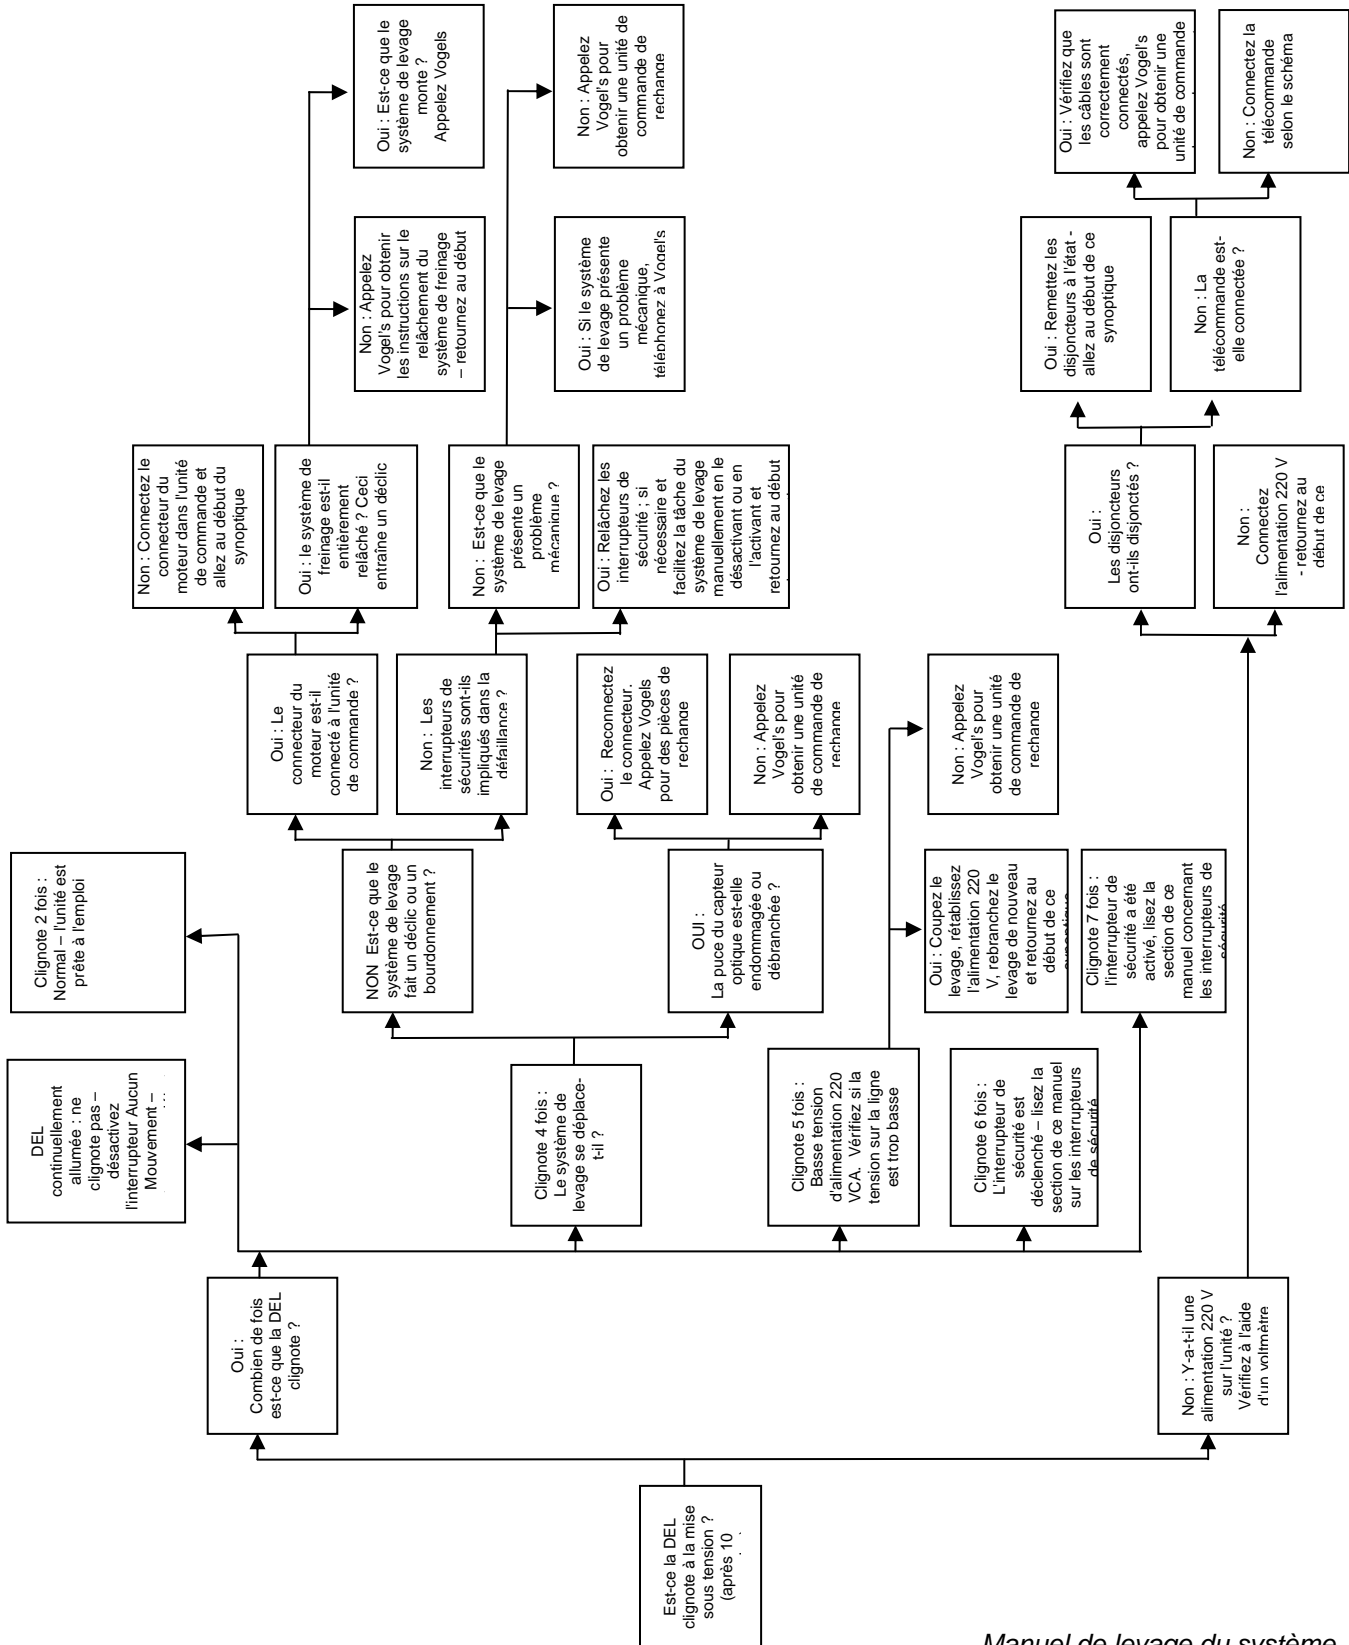 Est-ce la DEL
clignote à la mise
sous tension ?
(après 10
Oui :
Combien de fois
est-ce que la DEL
clignote ?
Non : Y-a-t-il une
alimentation 220 V
sur l'unité ?
Vérifiez à l'aide
d'un voltmètre
DEL
continuellement
allumée : ne
clignote pas –
désactivez
l'interrupteur Aucun
Mouvement –
Clignote 2 fois :
Normal – l'unité est
prête à l'emploi
Clignote 4 fois :
Le système de
levage se déplace-
t-il ?
Clignote 5 fois :
Basse tension
d'alimentation 220
VCA. Vérifiez si la
tension sur la ligne
est trop basse
Clignote 6 fois :
L'interrupteur de
sécurité est
déclenché – lisez la
section de ce manuel
sur les interrupteurs
de sécurité
Clignote 7 fois :
l'interrupteur de
sécurité a été
activé, lisez la
section de ce
manuel concernant
les interrupteurs de
sécurité
NON Est-ce que le
système de levage
fait un déclic ou un
bourdonnement ?
OUI :
La puce du capteur
optique est-elle
endommagée ou
débranchée ?
Oui : Coupez le
levage, rétablissez
l'alimentation 220
V, rebranchez le
levage de nouveau
et retournez au
début de ce
synoptique
Non : Appelez
Vogel's pour
obtenir une unité
de commande de
rechange
Oui : Le
connecteur du
moteur est-il
connecté à l'unité
de commande ?
Non : Les
interrupteurs de
sécurités sont-ils
impliqués dans la
défaillance ?
Oui : Reconnectez
le connecteur.
Appelez Vogels
pour des pièces de
rechange
Non : Appelez
Vogel's pour
obtenir une unité
de commande de
rechange
Non : Connectez le
connecteur du
moteur dans l'unité
de commande et
allez au début du
synoptique
Oui : le système de
freinage est-il
entièrement
relâché ? Ceci
entraîne un déclic
Non : Est-ce que le
système de levage
présente un
problème
mécanique ?
Oui : Relâchez les
interrupteurs de
sécurité ; si
nécessaire et
facilitez la tâche du
système de levage
manuellement en le
désactivant ou en
l'activant et
retournez au début
Non : Appelez
Vogel's pour obtenir
les instructions sur le
relâchement du
système de freinage
– retournez au début
Oui : Est-ce que le
système de levage
monte ?
Appelez Vogels
Oui : Si le système
de levage présente
un problème
mécanique,
téléphonez à Vogel's
Non : Appelez
Vogel's pour
obtenir une unité de
commande de
rechange
Oui :
Les disjoncteurs
ont-ils disjonctés ?
Non :
Connectez
l'alimentation 220 V
- retournez au
début de ce
Oui : Remettez les
disjoncteurs à l'état -
allez au début de ce
synoptique
Non : La
télécommande est-
elle connectée ?
Oui : Vérifiez que
les câbles sont
correctement
connectés,
appelez Vogel's
pour obtenir une
unité de commande
Non : Connectez la
télécommande
selon le schéma
Manuel de levage du système